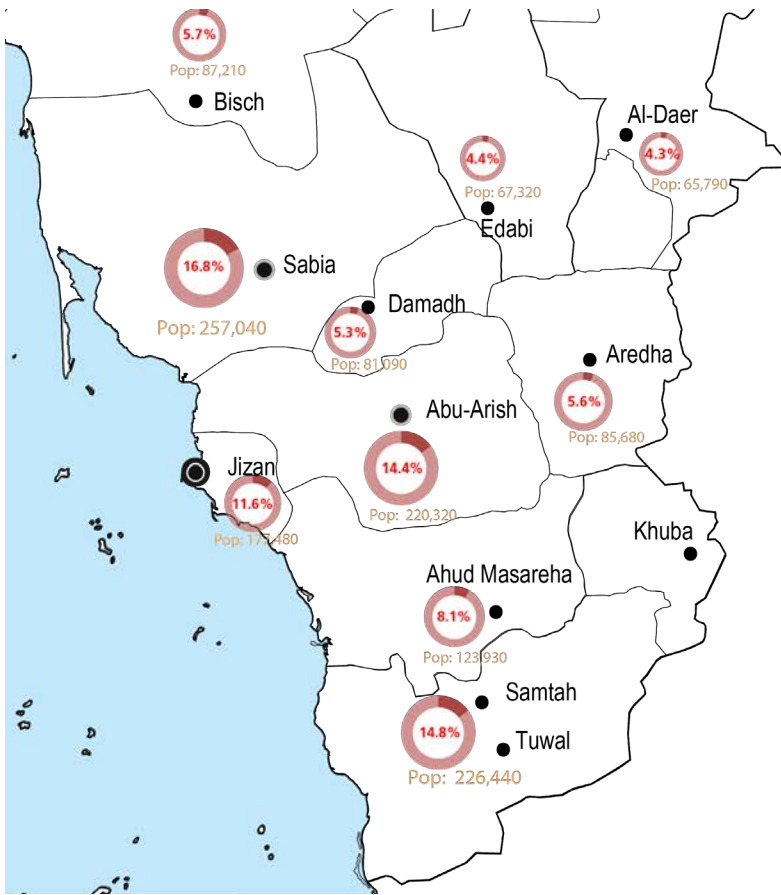 5.7%
Pop: 87,210
Bisch
Al-Daer
4.3%
Pop: 65,790
4.4%
Pop: 67,320
Edabi
16.8%
Sabia
Pop: 257,040
Damadh
5.3%
Pop: 81,090
Aredha
5.6%
Pop: 85,680
Abu-Arish
14.4%
Pop: 220,320
Jizan
11.6%
Pop: 177,480
Khuba
Ahud Masareha
8.1%
Pop: 123,930
Samtah
14.8%
Tuwal
Pop: 226,440